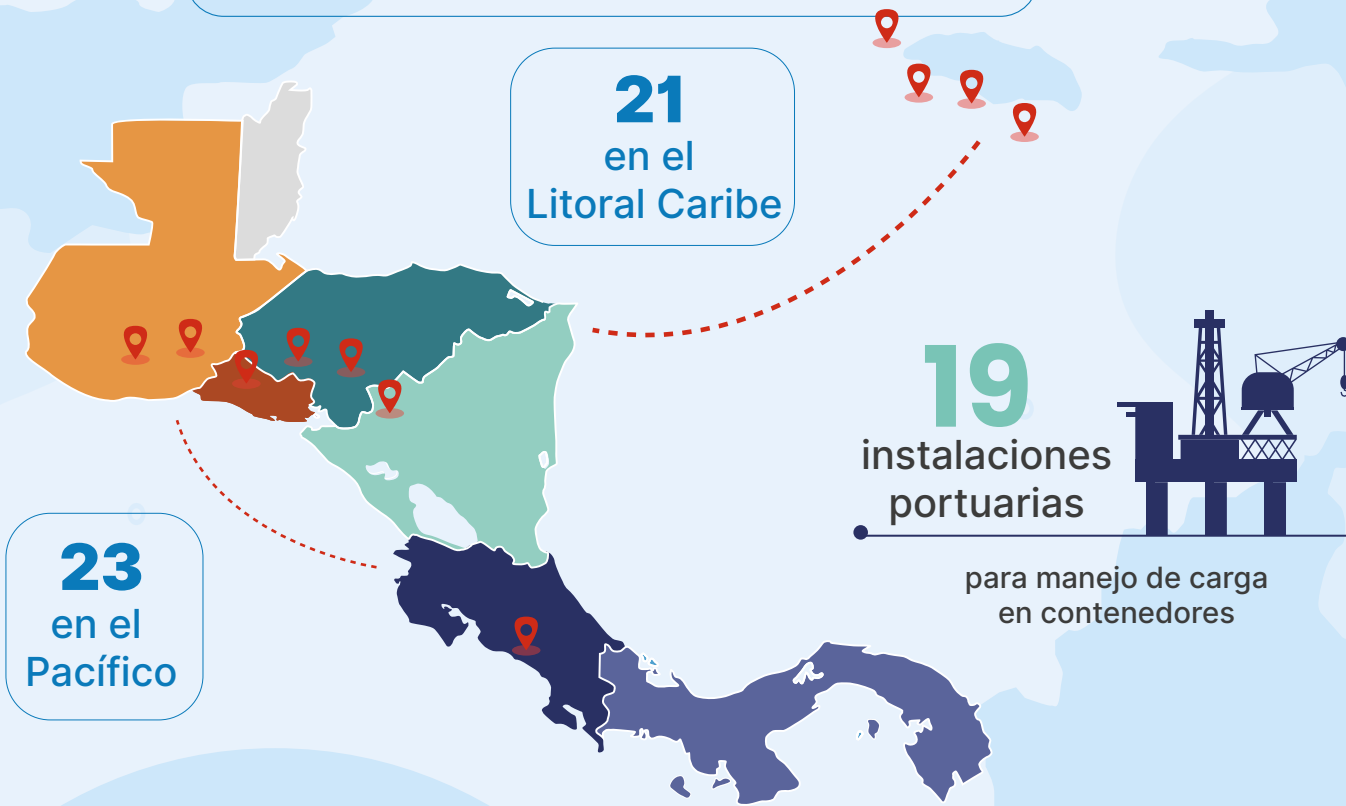 21
en el
Litoral Caribe
19
instalaciones
portuarias
para manejo de carga
en contenedores
23
en el
Pacífico